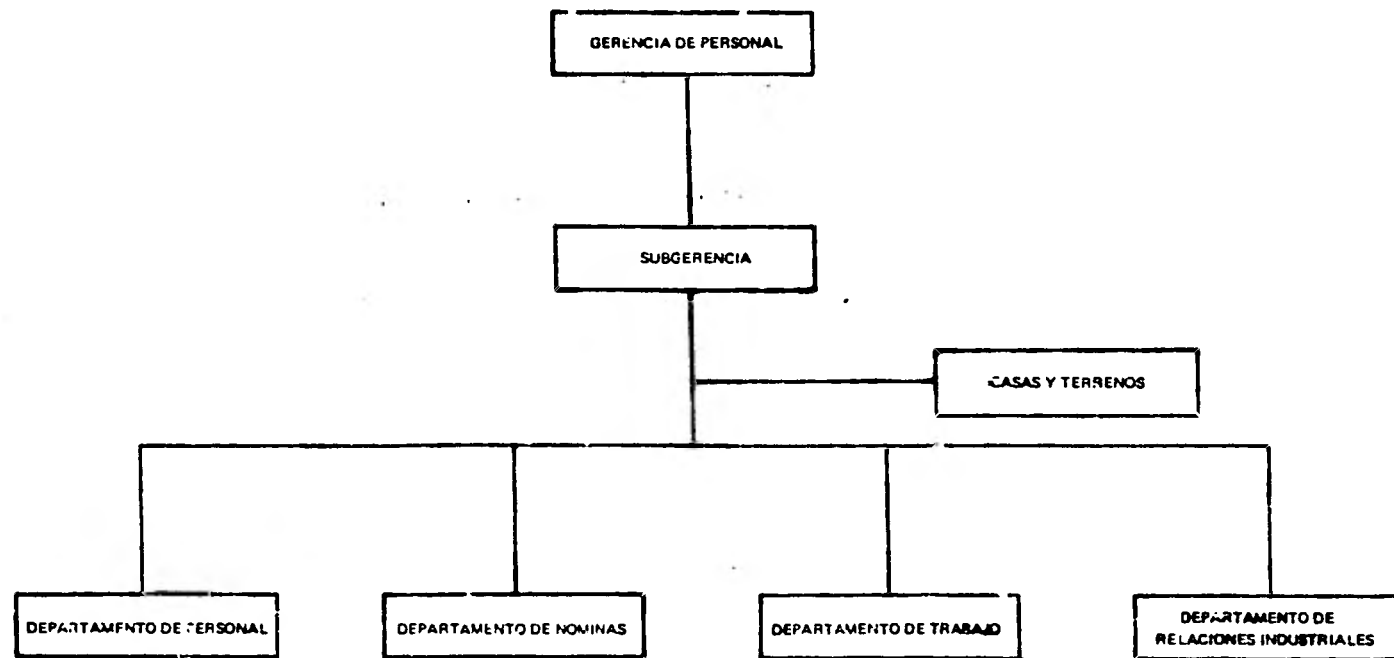 GERENCIA DE PERSONAL
SUBGERENCIA
CASAS Y TERRENOS
DEPARTAMENTO DE PERSONAL
DEPARTAMENTO DE NOMINAS
DEPARTAMENTO DE TRABAJO
DEPARTAMENTO DE
RELACIONES INDUSTRIALES